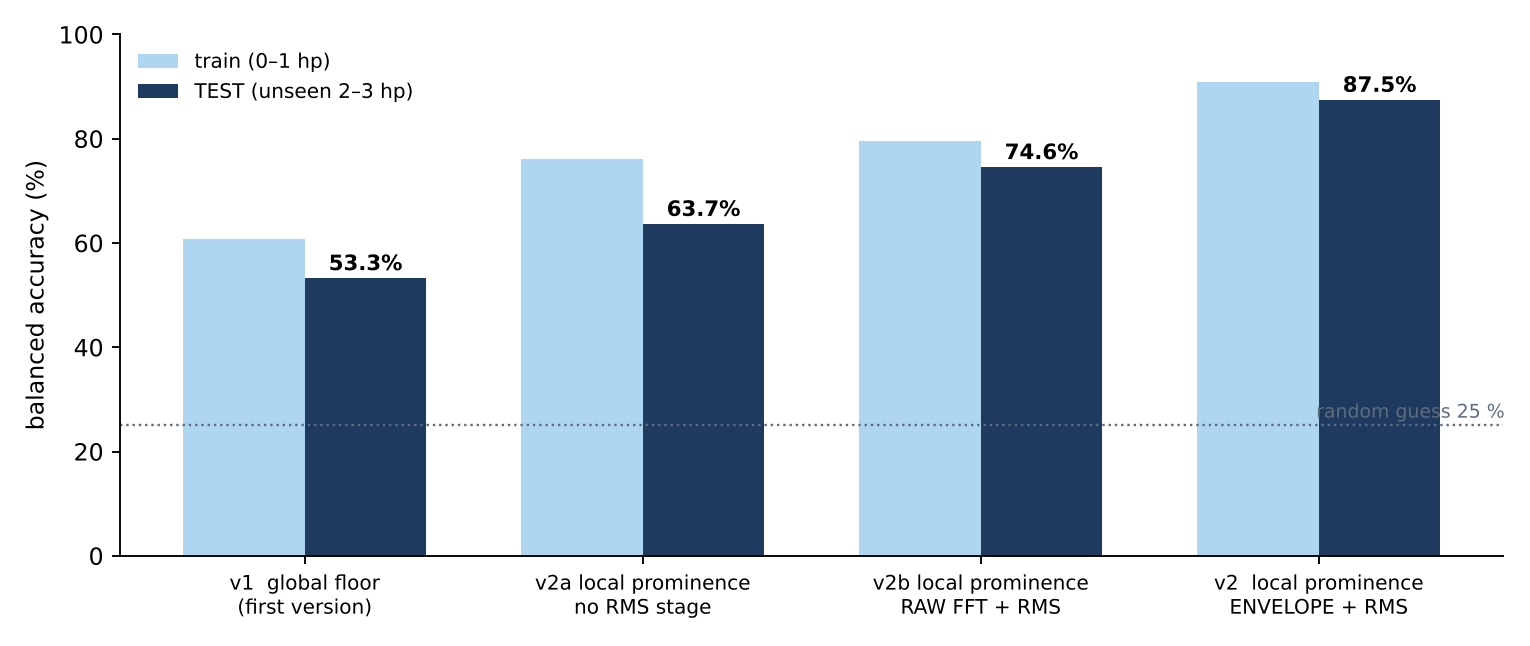 100
80
60
40
20
0
balanced accuracy (%)
train (0–1 hp)
TEST (unseen 2–3 hp)
53.3%
63.7%
74.6%
87.5%
random guess 25 %
v1  global floor
(first version)
v2a local prominence
no RMS stage
v2b local prominence
RAW FFT + RMS
v2  local prominence
ENVELOPE + RMS